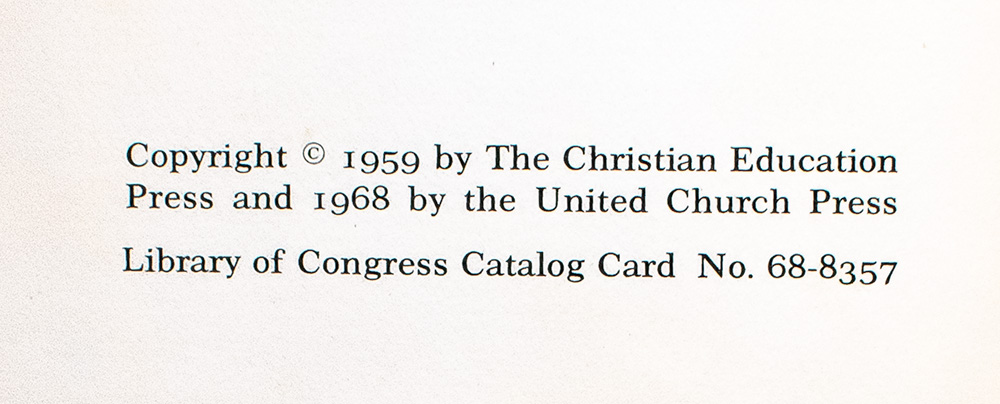 Copyright © 1959 by The Christian Education
Press and 1968 by the United Church Press
Library of Congress Catalog Card No. 68-8357